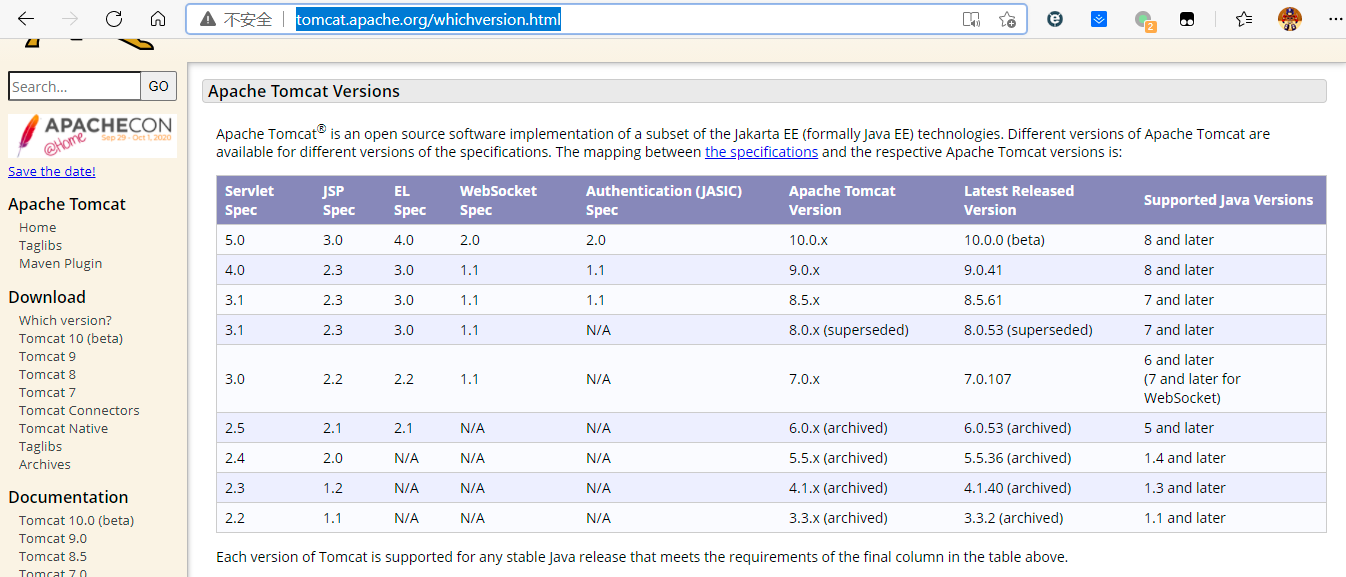 不安全
tomcat.apache.org/whichversion.html
2
Search...
GO
APACHECON
@Home
Sep 29 - Oct 1, 2020
Save the date!
Apache Tomcat
Home
Taglibs
Maven Plugin
Download
Which version?
Tomcat 10 (beta)
Tomcat 9
Tomcat 8
Tomcat 7
Tomcat Connectors
Tomcat Native
Taglibs
Archives
Documentation
Tomcat 10.0 (beta)
Tomcat 9.0
Tomcat 8.5
Tomcat 7.0
Apache Tomcat Versions
Apache Tomcat® is an open source software implementation of a subset of the Jakarta EE (formally Java EE) technologies. Different versions of Apache Tomcat are
available for different versions of the specifications. The mapping between the specifications and the respective Apache Tomcat versions is:
Servlet Spec JSP Spec EL Spec WebSocket Spec Authentication (JASIC) Spec Apache Tomcat Version Latest Released Version Supported Java Versions
5.0 3.0 4.0 2.0 2.0 10.0.x 10.0.0 (beta) 8 and later
4.0 2.3 3.0 1.1 1.1 9.0.x 9.0.41 8 and later
3.1 2.3 3.0 1.1 1.1 8.5.x 8.5.61 7 and later
3.1 2.3 3.0 1.1 N/A 8.0.x (superseded) 8.0.53 (superseded) 7 and later
3.0 2.2 2.2 1.1 N/A 7.0.x 7.0.107 6 and later
(7 and later for
WebSocket)
2.5 2.1 2.1 N/A N/A 6.0.x (archived) 6.0.53 (archived) 5 and later
2.4 2.0 N/A N/A N/A 5.5.x (archived) 5.5.36 (archived) 1.4 and later
2.3 1.2 N/A N/A N/A 4.1.x (archived) 4.1.40 (archived) 1.3 and later
2.2 1.1 N/A N/A N/A 3.3.x (archived) 3.3.2 (archived) 1.1 and later
Each version of Tomcat is supported for any stable Java release that meets the requirements of the final column in the table above.